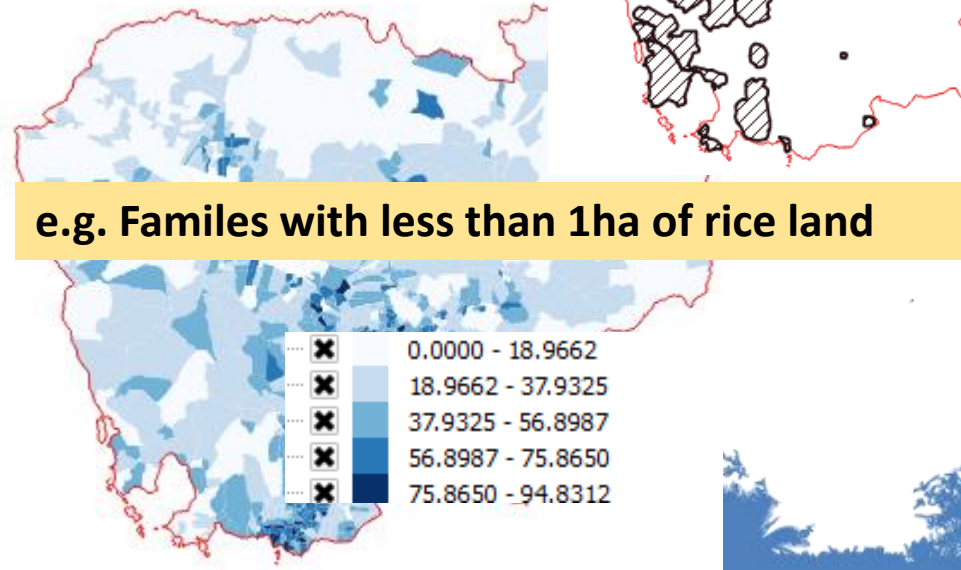 e.g. Familes with less than 1ha of rice land
0.0000 - 18.9662
18.9662 - 37.9325
37.9325 - 56.8987
56.8987 - 75.8650
75.8650 - 94.8312